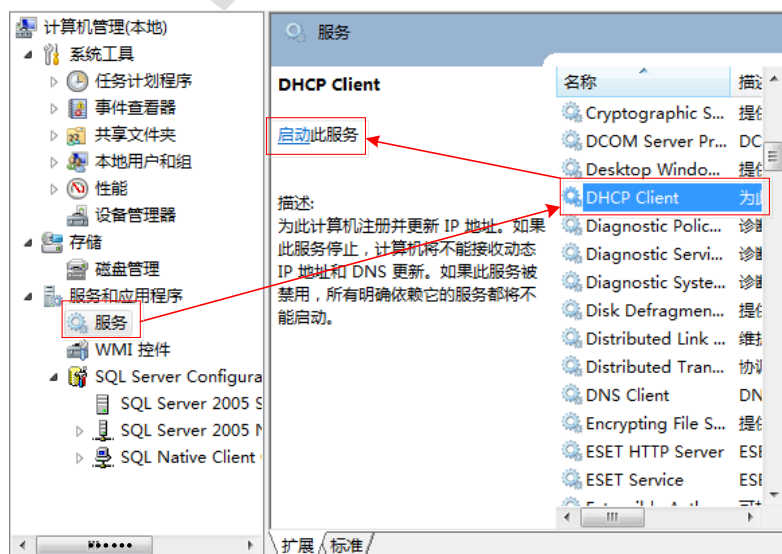 计算机管理(本地)
系统工具
任务计划程序
事件查看器
共享文件夹
本地用户和组
性能
设备管理器
存储
磁盘管理
服务和应用程序
服务
WMI 控件
SQL Server Configura
SQL Server 2005 S
SQL Server 2005 N
SQL Native Client
服务
DHCP Client
启动此服务
描述:
为此计算机注册并更新 IP 地址。如果
此服务停止，计算机将不能接收动态
IP 地址和 DNS 更新。如果此服务被
禁用，所有明确依赖它的服务都将不
能启动。
名称 描述
Cryptographic S... 提供
DCOM Server Pr... DC
Desktop Windo... 提供
DHCP Client 为此
Diagnostic Polic... 诊断
Diagnostic Servi... 诊断
Diagnostic Syste... 诊断
Disk Defragmen... 提供
Distributed Link ... 维护
Distributed Tran... 协调
DNS Client DN
Encrypting File S... 提供
ESET HTTP Server ESE
ESET Service ESE
扩展 标准